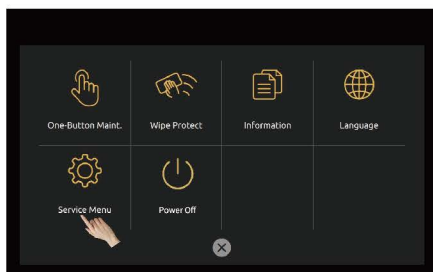 One-Button Maint.
Wipe Protect
Information
Language
Service Menu
Power Off